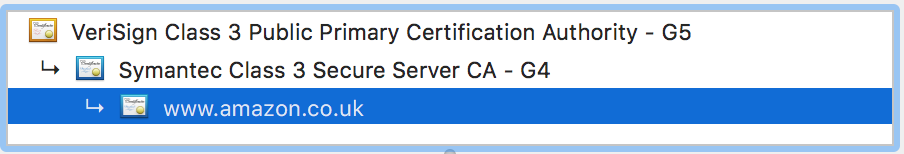 VeriSign Class 3 Public Primary Certification Authority - G5
Symantec Class 3 Secure Server CA - G4
www.amazon.co.uk